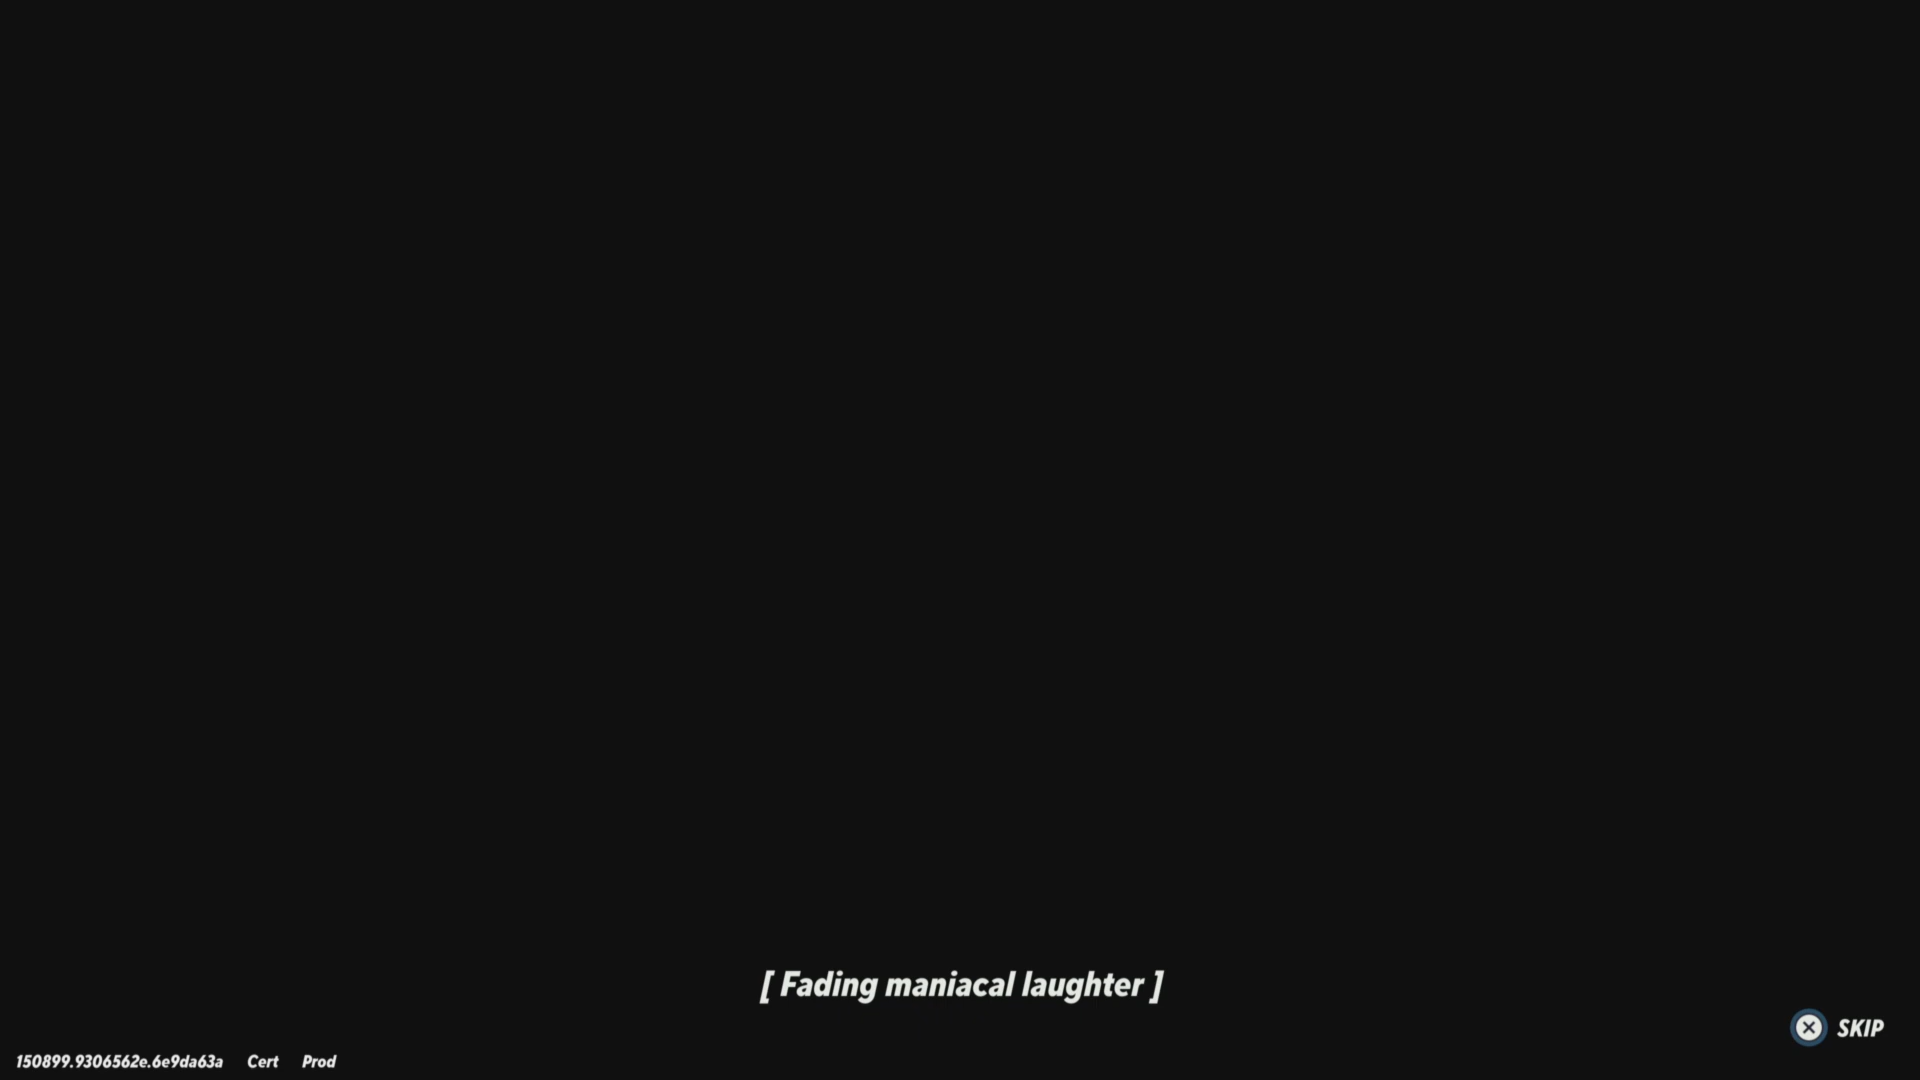 [ Fading maniacal laughter ]
SKIP
150899.9306562e.6e9da63a Cert Prod